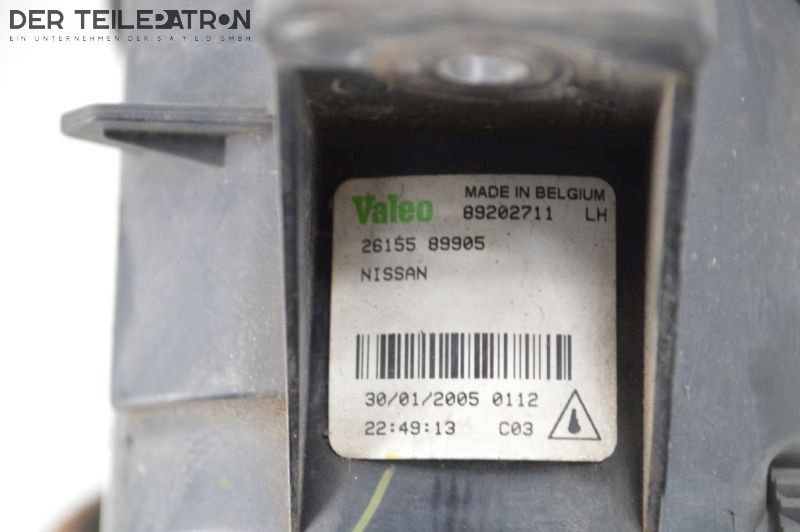 DER TEILEPATRON
EIN UNTERNEHMEN DER SAYED GMBH
Valeo MADE IN BELGIUM
89202711 LH
26155 89905
NISSAN
30/01/2005 0112
22:49:13 C03